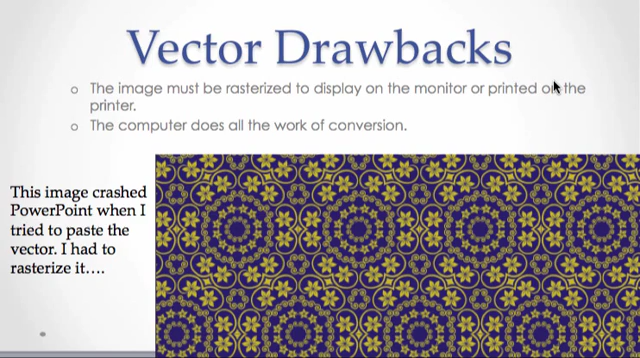 Vector Drawbacks
The image must be rasterized to display on the monitor or printed on the
printer.
The computer does all the work of conversion.
This image crashed
PowerPoint when I
tried to paste the
vector. I had to
rasterize it....